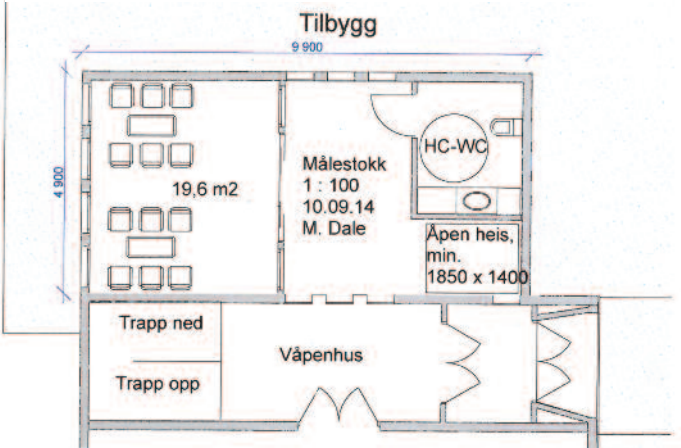 Tilbygg
9 900
4 900
19,6 m2
Målestokk
1 : 100
10.09.14
M. Dale
HC-WC
Åpen heis,
min.
1850 x 1400
Trapp ned
Våpenhus
Trapp opp